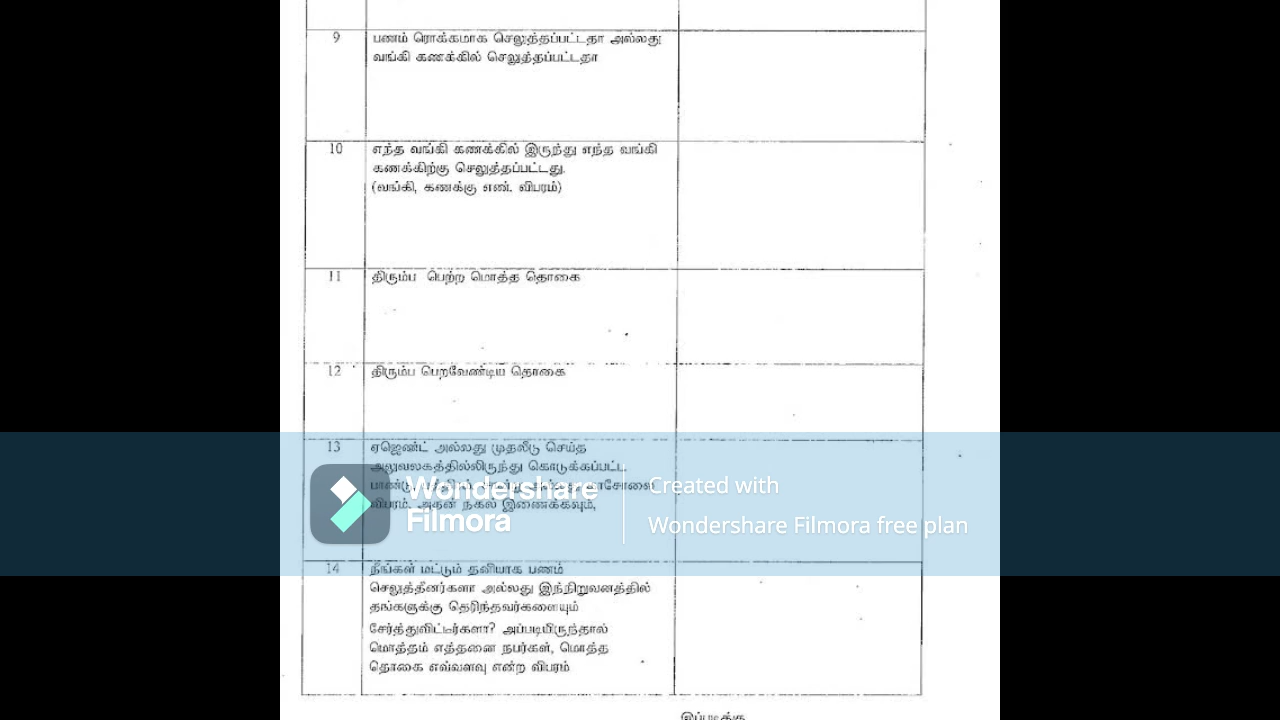 9
பணம் ரொக்கமாக செலுத்தப்பட்டதா அல்லது
வங்கி கணக்கில் செலுத்தப்பட்டதா
10
எந்த வங்கி கணக்கில் இருந்து எந்த வங்கி
கணக்கிற்கு செலுத்தப்பட்டது.
(வங்கி, கணக்கு எண். விபரம்)
11
திரும்ப பெற்ற மொத்த தொகை
12
திரும்ப பெறவேண்டிய தொகை
13
ஏஜெண்ட் அல்லது முதலீடு செய்த
அலுவலகத்தில்லிருந்து கொடுக்கப்பட்ட
விபரம். அதன் நகல் இணைக்கவும்,
Wondershare
Filmora
Created with
Wondershare Filmora free plan
14
நீங்கள் மட்டும் தனியாக பணம்
செலுத்தீனர்களா அல்லது இந்நிறுவனத்தில்
தங்களுக்கு தெரிந்தவர்களையும்
சேர்த்துவிட்டீர்களா? அப்படியிருந்தால்
மொத்தம் எத்தனை நபர்கள், மொத்த
தொகை எவ்வளவு என்ற விபரம்
இப்படிக்கு